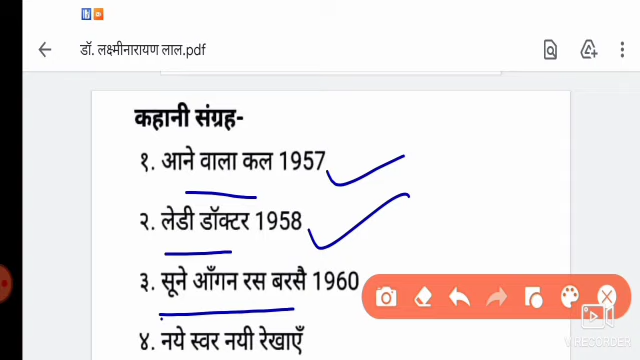 डॉ. लक्ष्मीनारायण लाल.pdf
कहानी संग्रह-
१. आने वाला कल 1957
२. लेडी डॉक्टर 1958
३. सूने आँगन रस बरसै 1960
४. नये स्वर नयी रेखाएँ
RECORDER